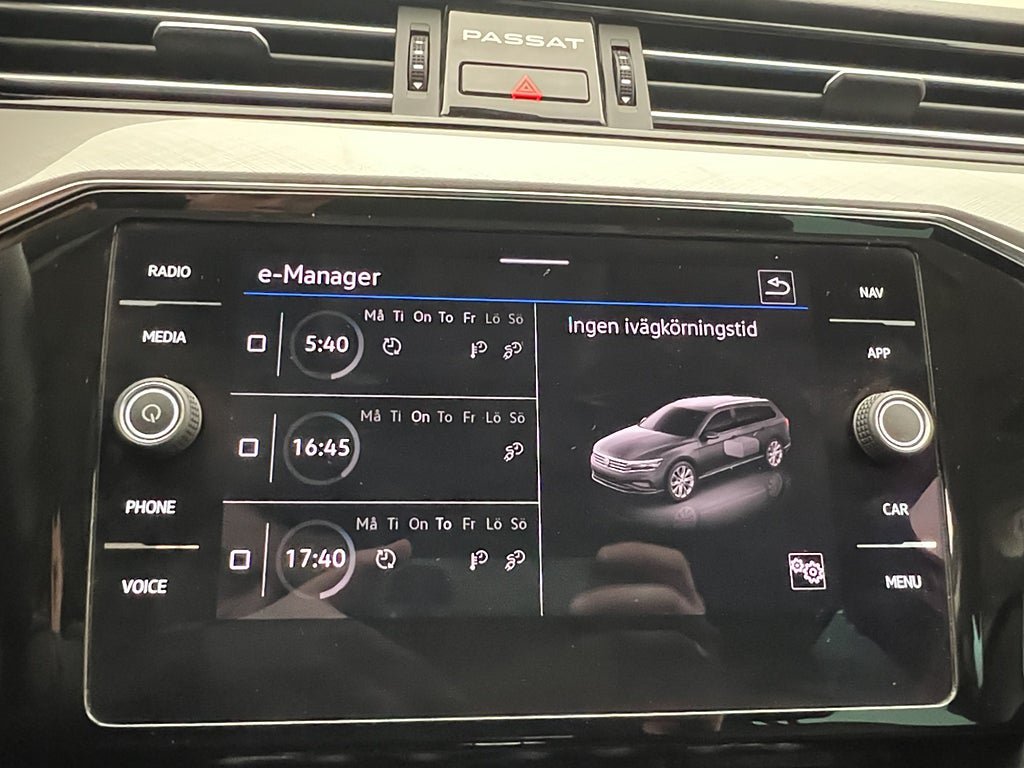 PASSAT
RADIO
MEDIA
PHONE
VOICE
e-Manager
Må Ti On To Fr Lö Sö
5:40
Må Ti On To Fr Lö Sö
16:45
Må Ti On To Fr Lö Sö
17:40
Ingen ivägkörningstid
NAV
APP
CAR
MENU